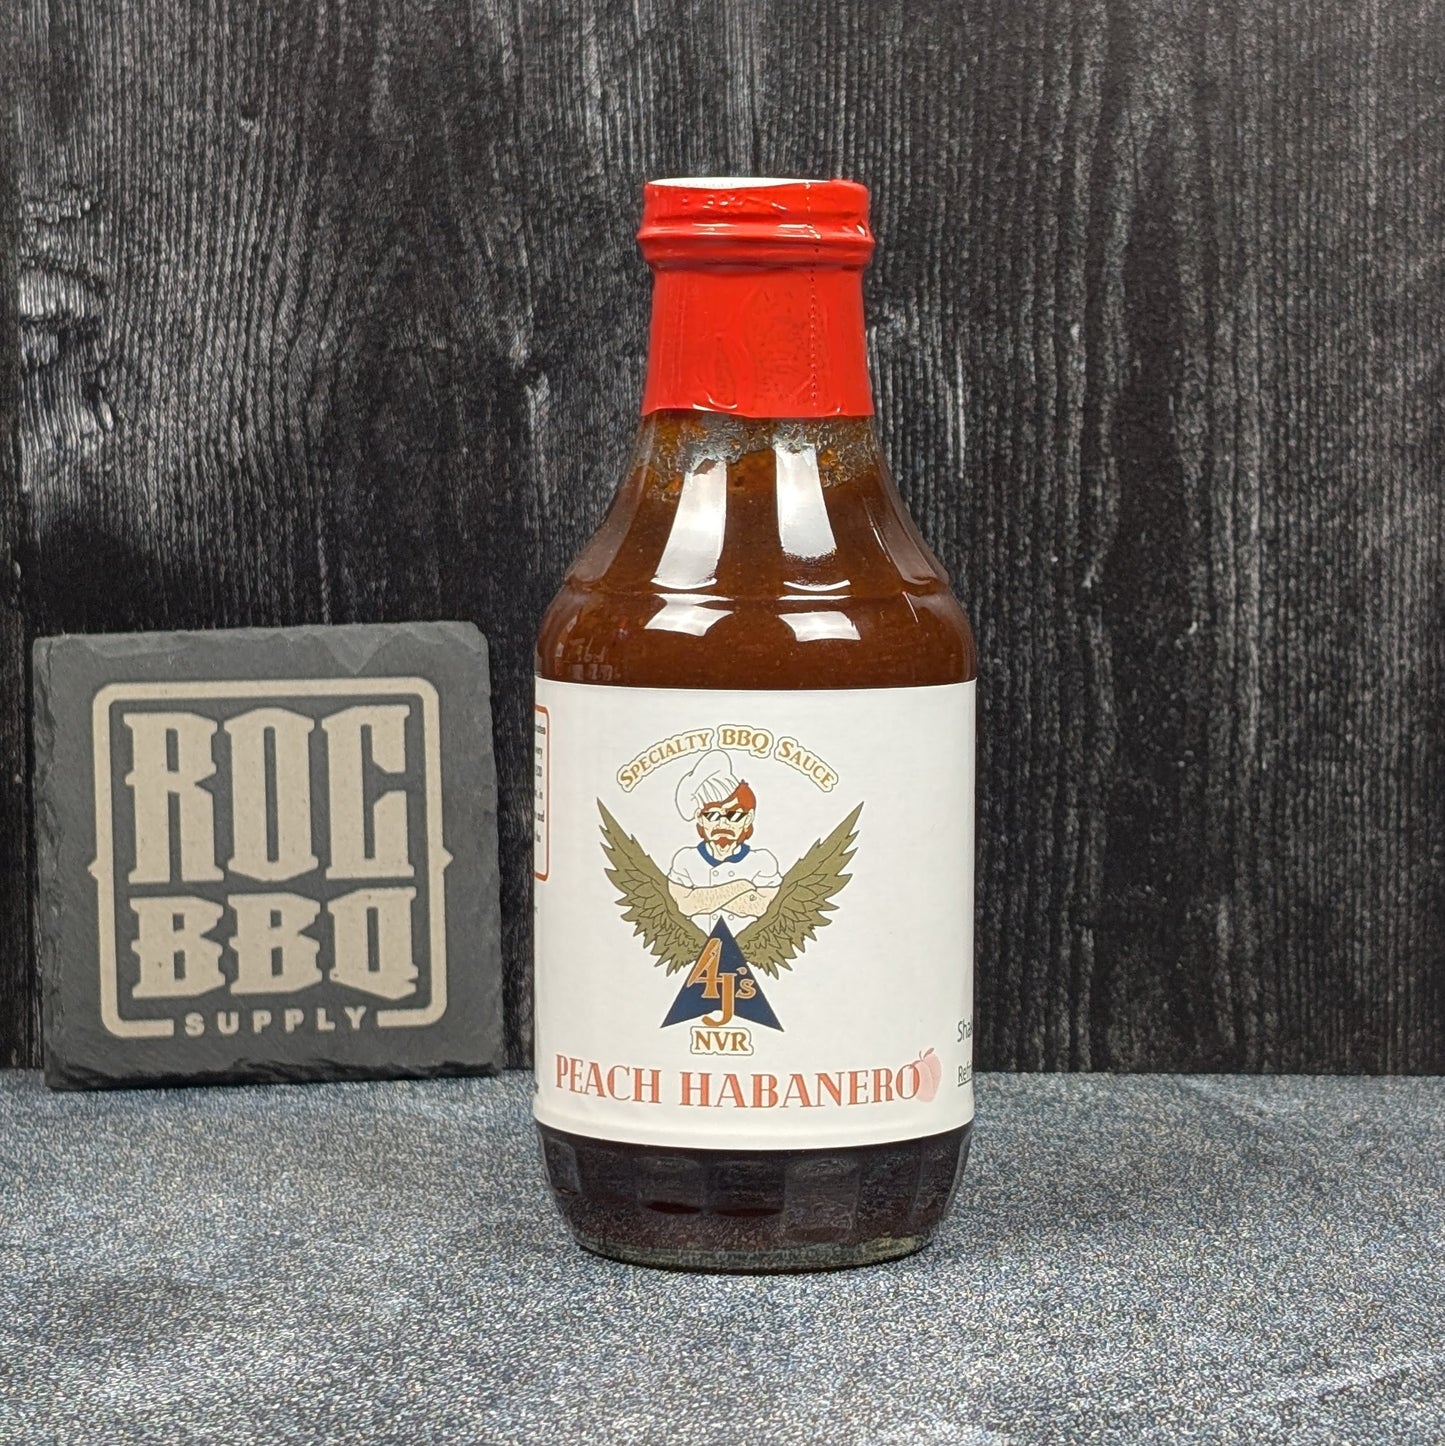 ROC
BBQ
SUPPLY
SPECIALTY BBQ SAUCE
4J's
NVR
PEACH HABANERO